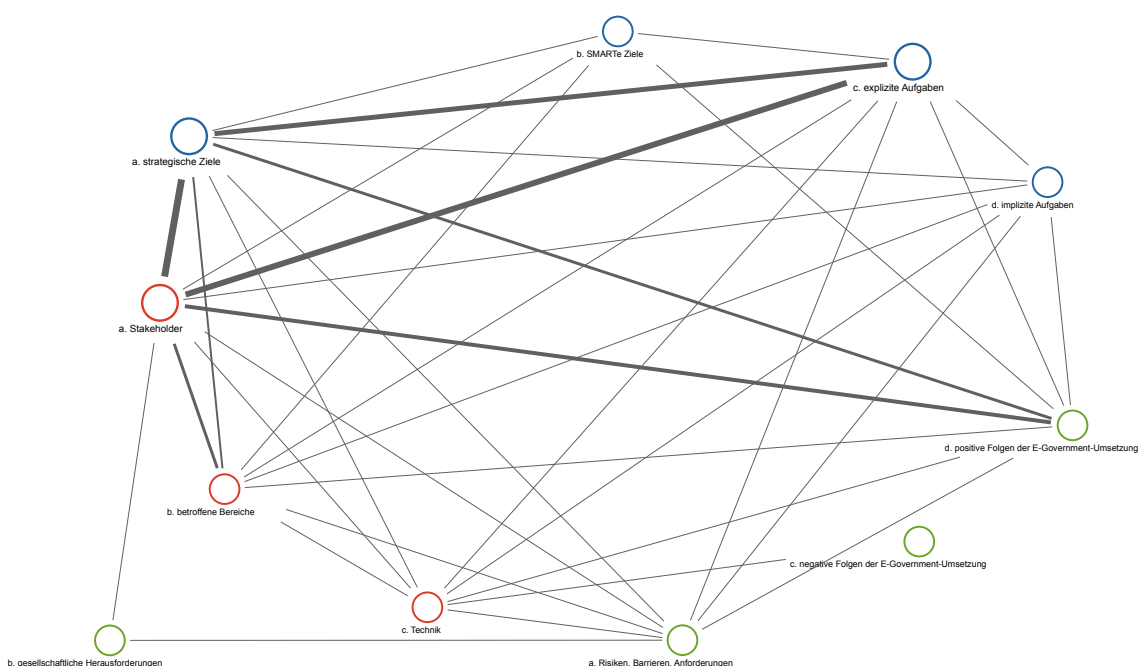 b. SMARTe Ziele
c. explizite Aufgaben
a. strategische Ziele
d. implizite Aufgaben
a. Stakeholder
d. positive Folgen der E-Government-Umsetzung
b. betroffene Bereiche
c. negative Folgen der E-Government-Umsetzung
c. Technik
b. gesellschaftliche Herausforderungen
a. Risiken, Barrieren, Anforderungen